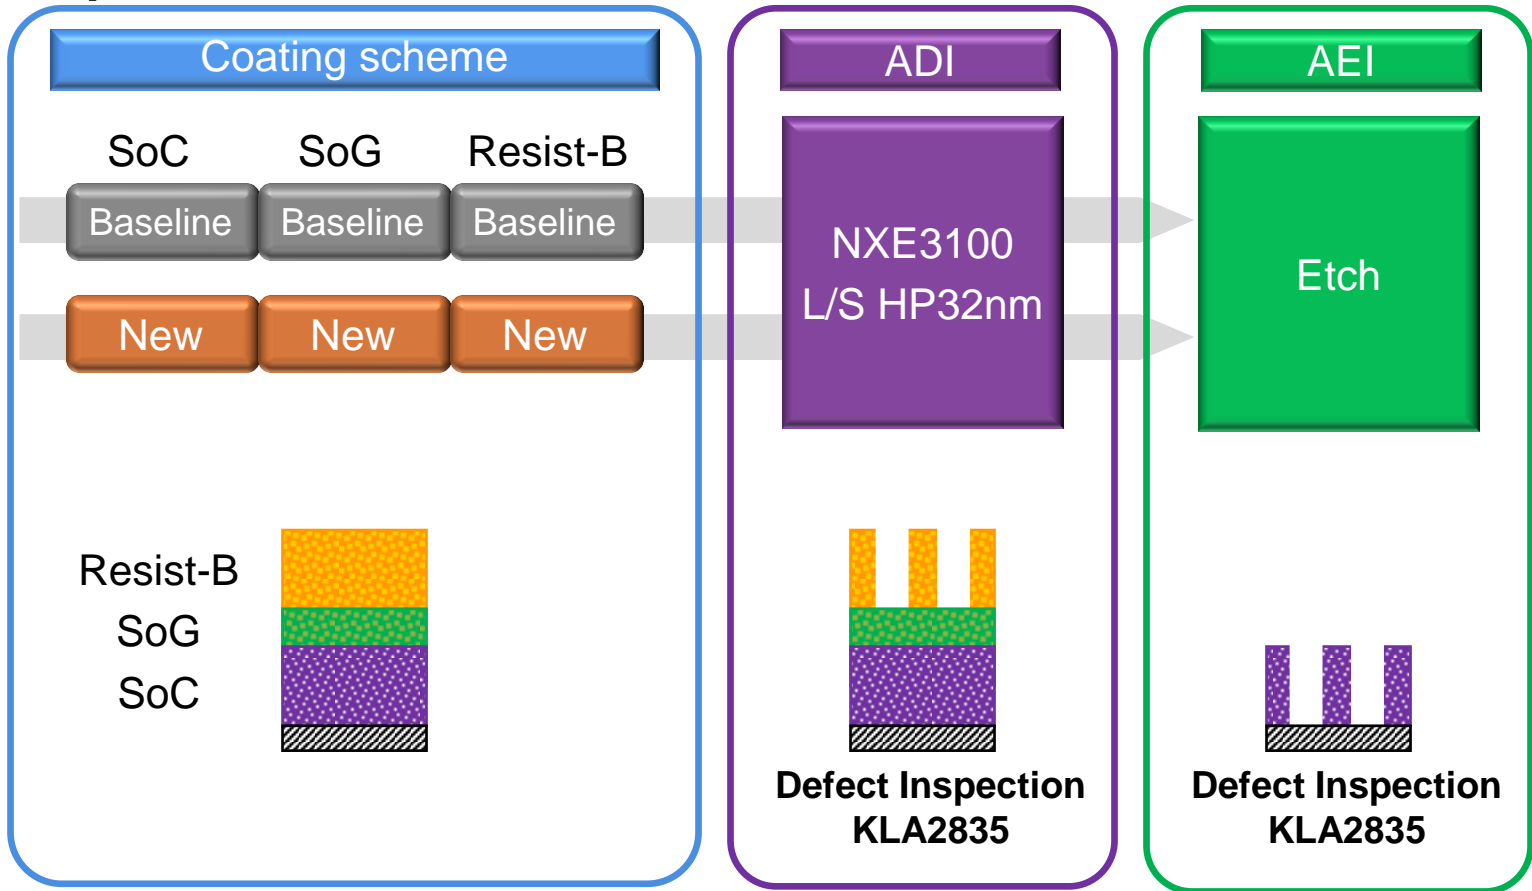 Coating scheme
SoC SoG Resist-B
Baseline Baseline Baseline
New New New
Resist-B
SoG
SoC
ADI
NXE3100
L/S HP32nm
Defect Inspection
KLA2835
AEI
Etch
Defect Inspection
KLA2835